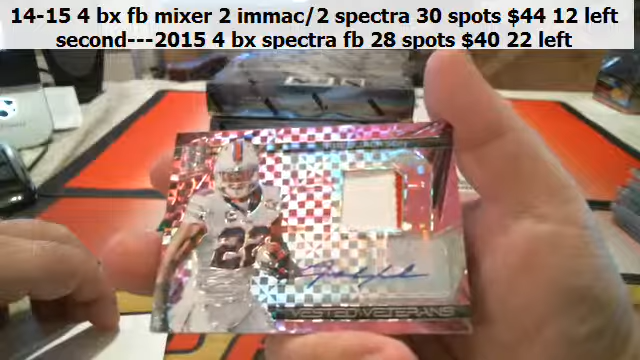 14-15 4 bx fb mixer 2 immac/2 spectra 30 spots $44 12 left
second---2015 4 bx spectra fb 28 spots $40 22 left
VESTED VETERANS